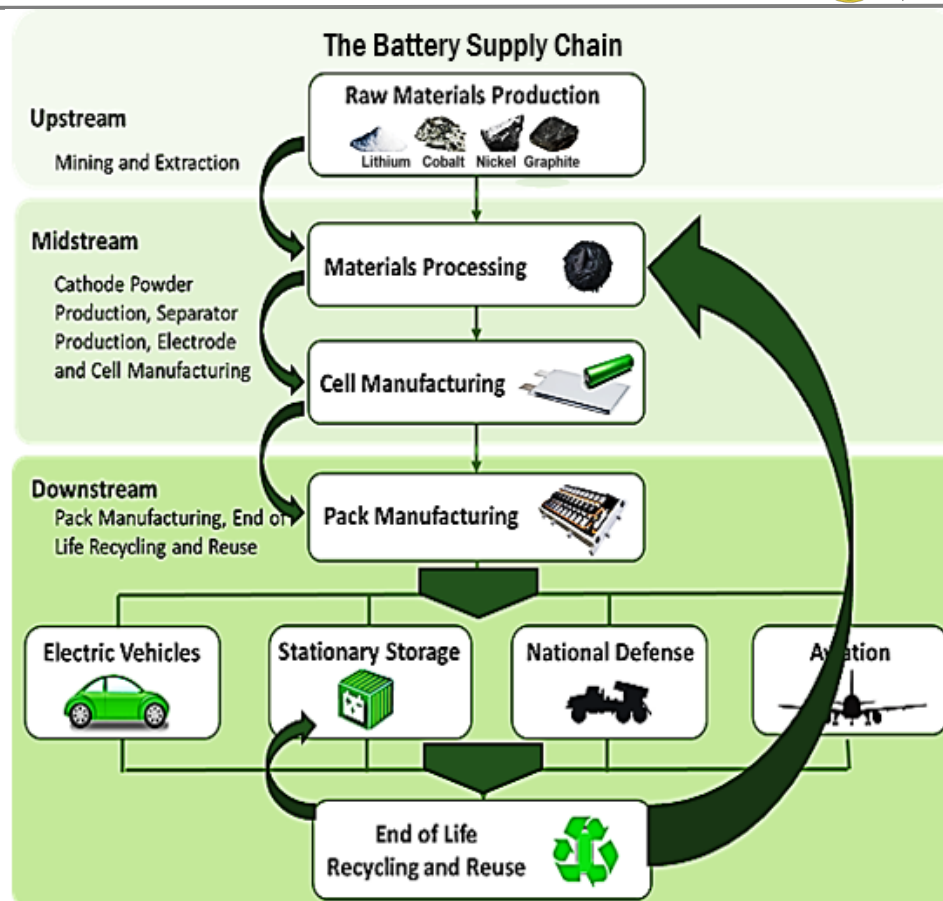 The Battery Supply Chain
Raw Materials Production
Lithium Cobalt Nickel Graphite
Upstream
Mining and Extraction
Midstream
Cathode Powder
Production, Separator
Production, Electrode
and Cell Manufacturing
Materials Processing
Cell Manufacturing
Downstream
Pack Manufacturing, End of
Life Recycling and Reuse
Pack Manufacturing
Electric Vehicles
Stationary Storage
National Defense
Aviation
End of Life
Recycling and Reuse